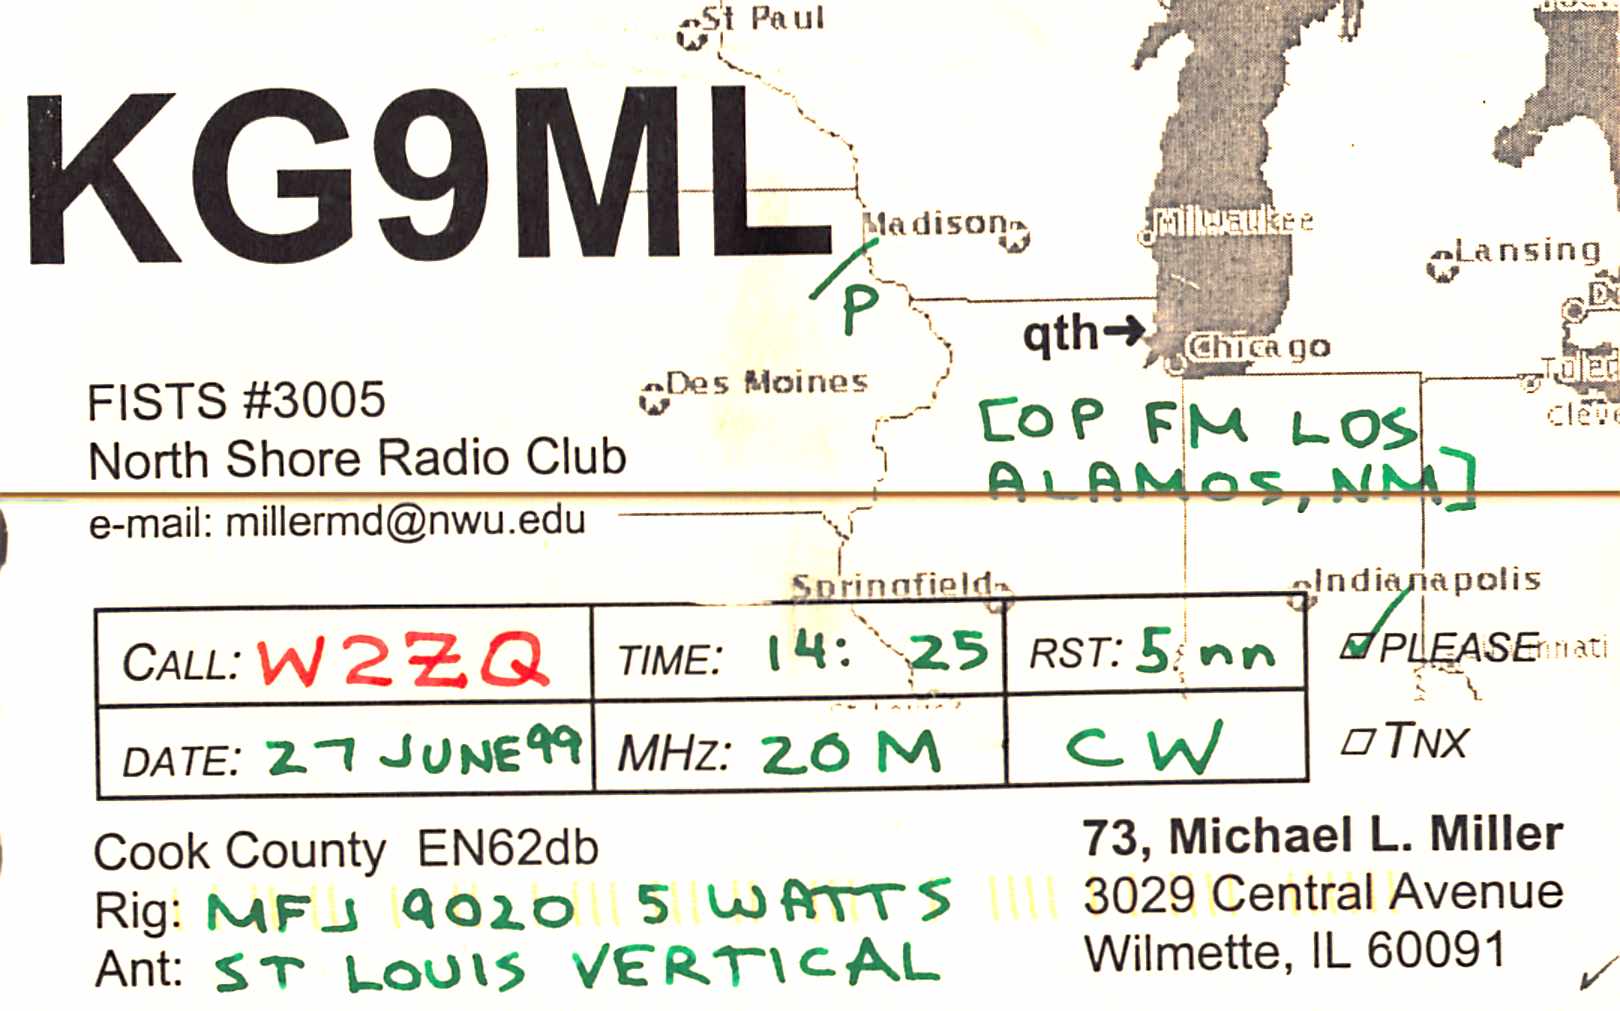 St Paul
KG9ML
/P
Madison
Milwaukee
Lansing
qth→
Chicago
Des Moines
[OP FM LOS
ALAMOS, NM]
FISTS #3005
North Shore Radio Club
e-mail: millermd@nwu.edu
Springfield
Indianapolis
CALL: W2ZQ TIME: 14: 25 RST: 5nn ☑PLEASE
DATE: 27 JUNE 99 MHZ: 20 M CW ☐TNX
Cook County EN62db
Rig: MFJ 9020 5 WATTS
Ant: ST LOUIS VERTICAL
73, Michael L. Miller
3029 Central Avenue
Wilmette, IL 60091